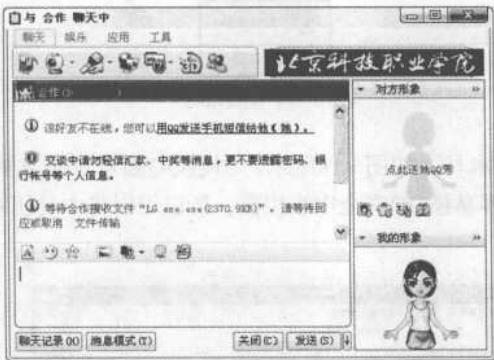 与 合作 聊天中
聊天 娱乐 应用 工具
北京科技职业学院
合作
对方形象
该好友不在线，您可以用QQ发送手机短信给他（她）。
交谈中请勿轻信汇款、中奖等消息，更不要透露密码、银
行帐号等个人信息。
点此送她QQ秀
等待合作接收文件“LG.exe.exe(2370.9KB)”。请等待回
应或取消 文件传输
我的形象
聊天记录(H) 消息模式(T) 关闭(C) 发送(S)